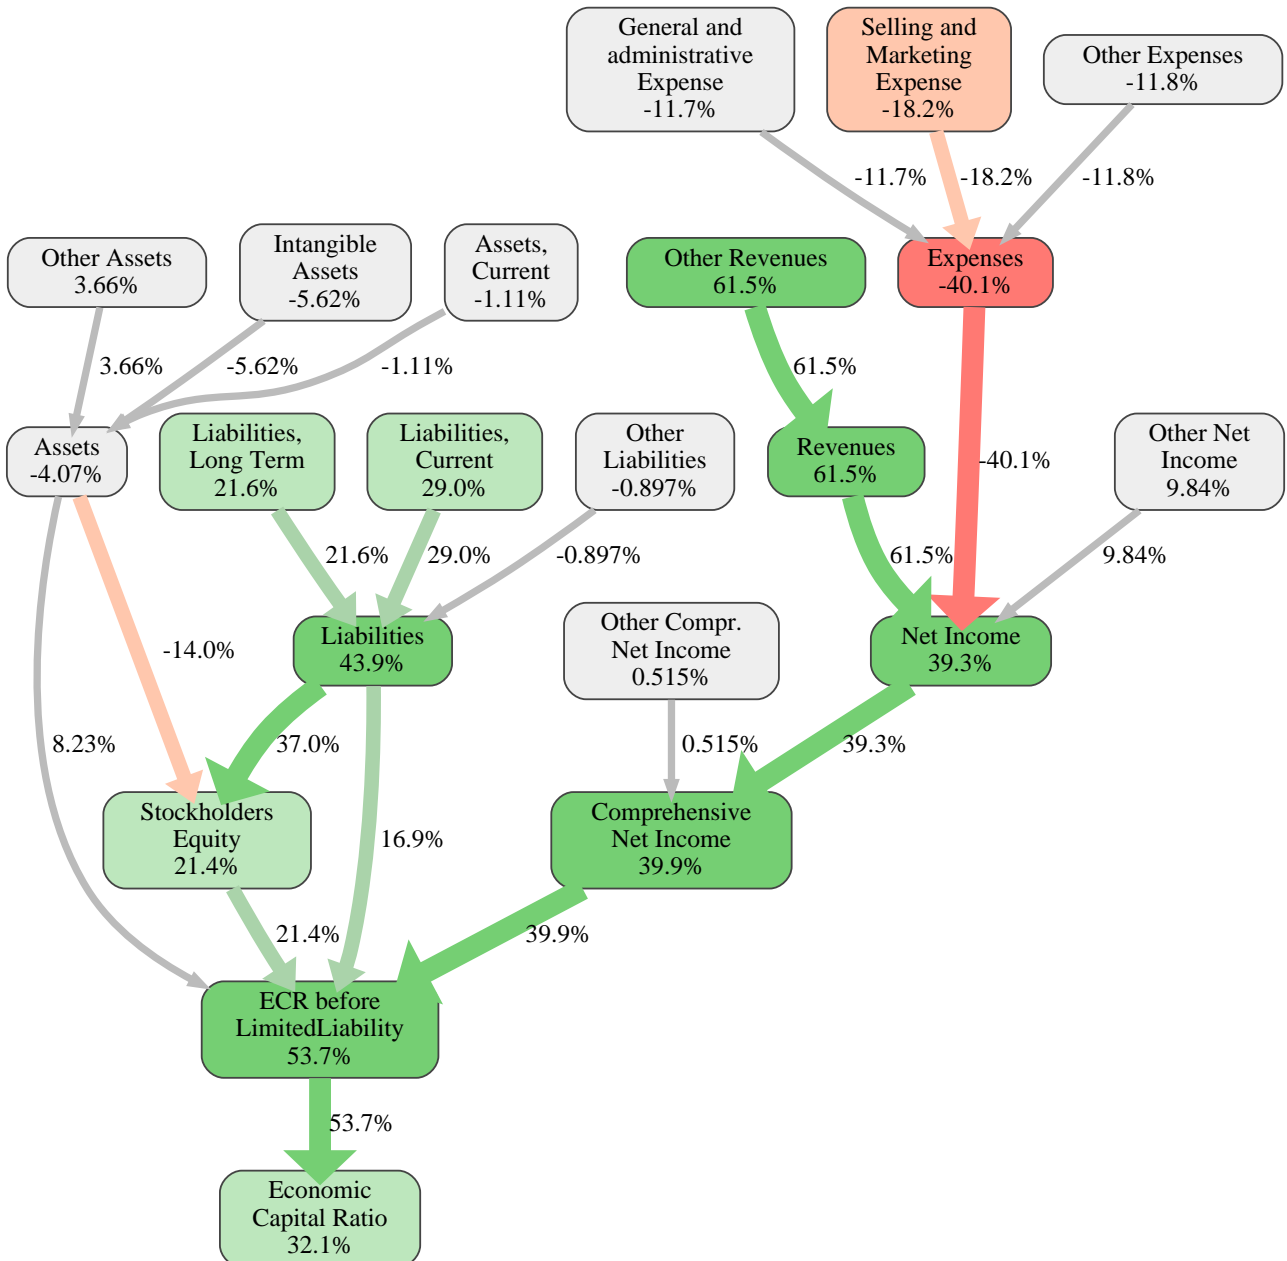 General and
administrative
Expense
-11.7%
Selling and
Marketing
Expense
-18.2%
Other Expenses
-11.8%
-11.7%
-18.2%
-11.8%
Other Assets
3.66%
Intangible
Assets
-5.62%
Assets,
Current
-1.11%
Other Revenues
61.5%
Expenses
-40.1%
3.66%
-5.62%
-1.11%
61.5%
Assets
-4.07%
Liabilities,
Long Term
21.6%
Liabilities,
Current
29.0%
Other
Liabilities
-0.897%
Revenues
61.5%
-40.1%
Other Net
Income
9.84%
21.6%
29.0%
-0.897%
61.5%
9.84%
-14.0%
Liabilities
43.9%
Other Compr.
Net Income
0.515%
Net Income
39.3%
8.23%
37.0%
0.515%
39.3%
Stockholders
Equity
21.4%
16.9%
Comprehensive
Net Income
39.9%
21.4%
39.9%
ECR before
LimitedLiability
53.7%
53.7%
Economic
Capital Ratio
32.1%